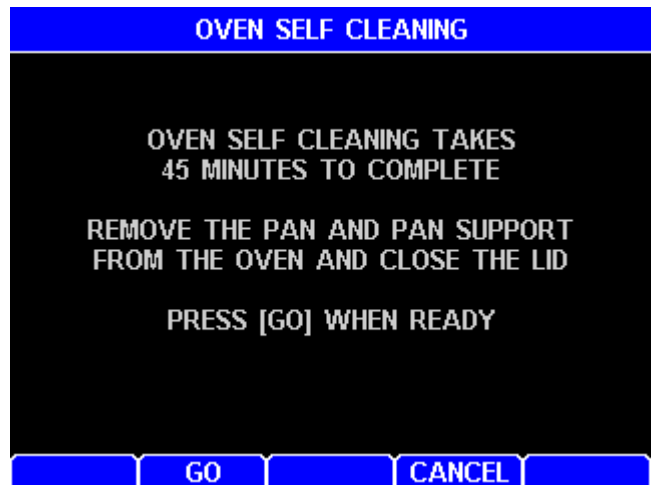 OVEN SELF CLEANING
OVEN SELF CLEANING TAKES
45 MINUTES TO COMPLETE
REMOVE THE PAN AND PAN SUPPORT
FROM THE OVEN AND CLOSE THE LID
PRESS [GO] WHEN READY
GO
CANCEL